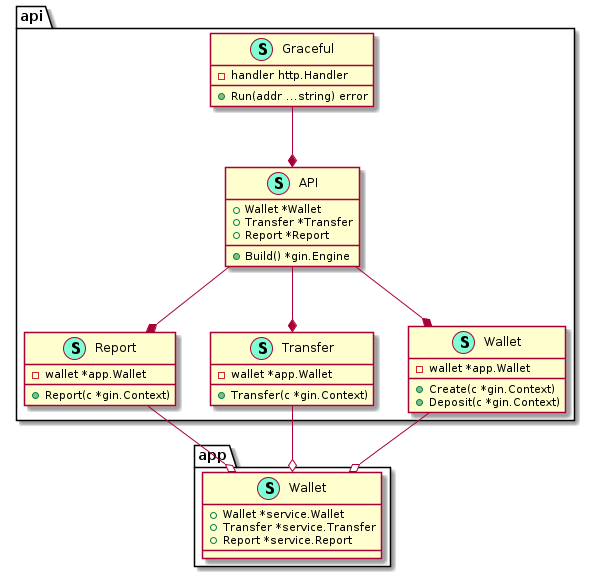 api
S Graceful
handler http.Handler
Run(addr ...string) error
S API
Wallet *Wallet
Transfer *Transfer
Report *Report
Build() *gin.Engine
S Report
wallet *app.Wallet
Report(c *gin.Context)
S Transfer
wallet *app.Wallet
Transfer(c *gin.Context)
S Wallet
wallet *app.Wallet
Create(c *gin.Context)
Deposit(c *gin.Context)
app
S Wallet
Wallet *service.Wallet
Transfer *service.Transfer
Report *service.Report